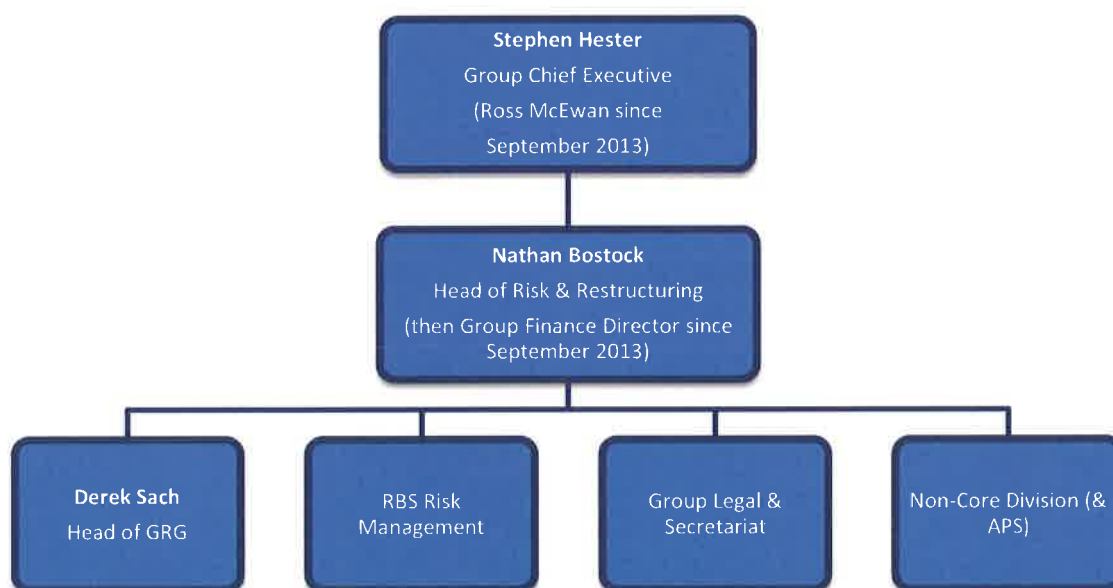 Stephen Hester
Group Chief Executive
(Ross McEwan since
September 2013)
Nathan Bostock
Head of Risk & Restructuring
(then Group Finance Director since
September 2013)
Derek Sach
Head of GRG
RBS Risk
Management
Group Legal &
Secretariat
Non-Core Division (&
APS)